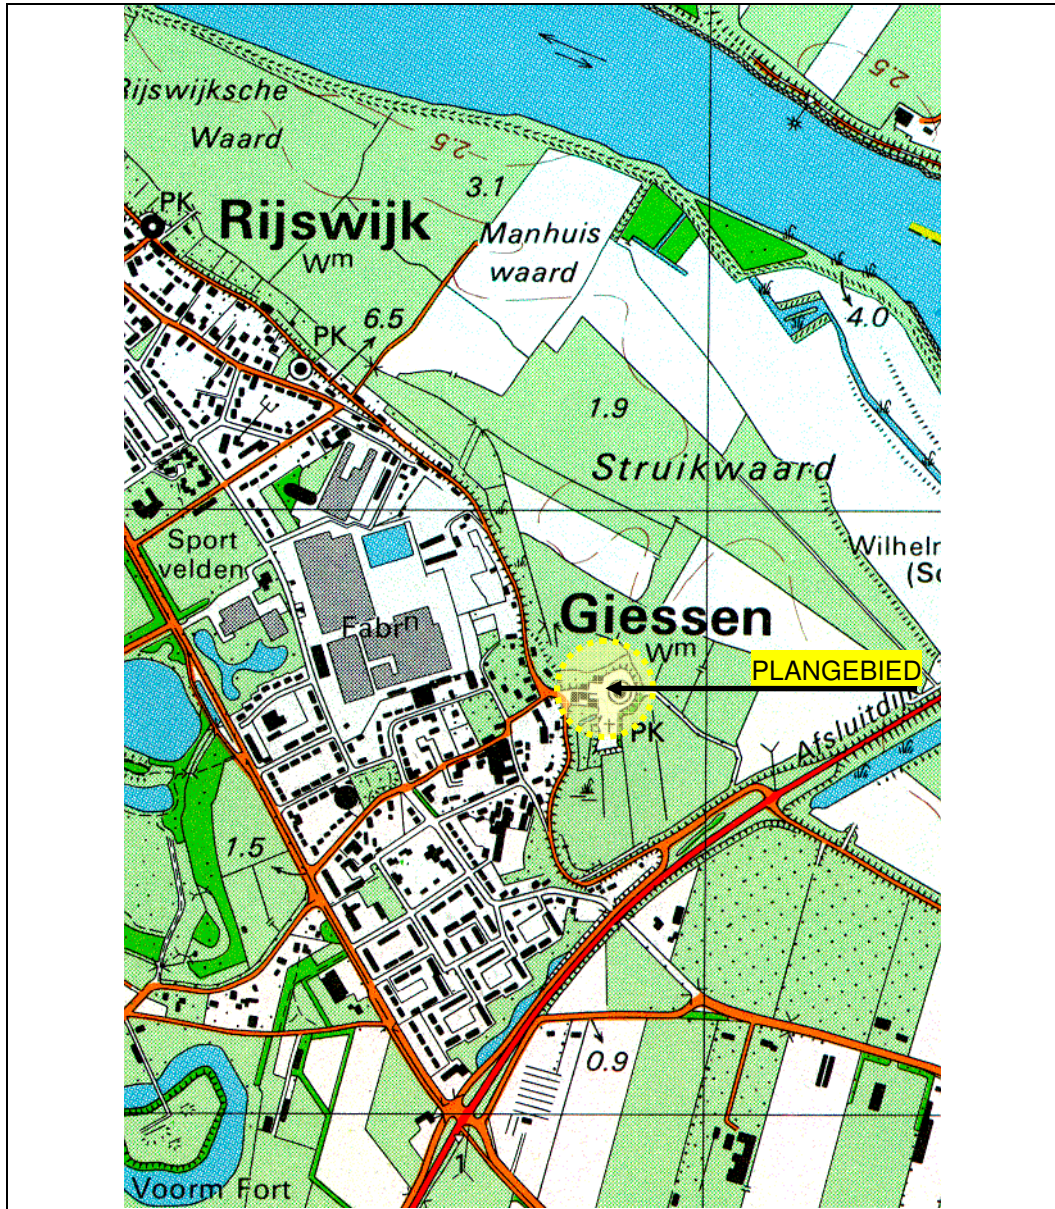 2.5
Rijswijksche
Waard
2.5
3.1
PK
Rijswijk
Wm
Manhuis
waard
PK
6.5
4.0
1.9
Struikwaard
Sport
velden
Wilhelm
(Sc
Fabrn
Giessen
Wm
PLANGEBIED
PK
Afsluitdijk
1.5
0.9
1
Voorm Fort